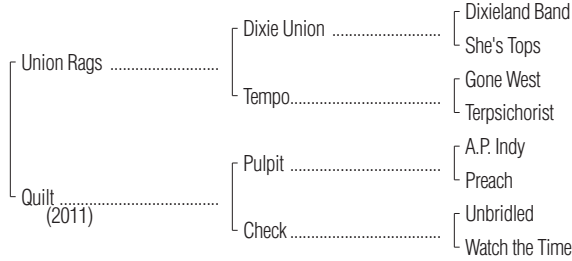 Dixieland Band
Dixie Union ........................
She's Tops
Union Rags ........................
Gone West
Tempo.................................
Terpsichorist
A.P. Indy
Pulpit .................................
Preach
Quilt ...................................
(2011)
Unbridled
Check .................................
Watch the Time